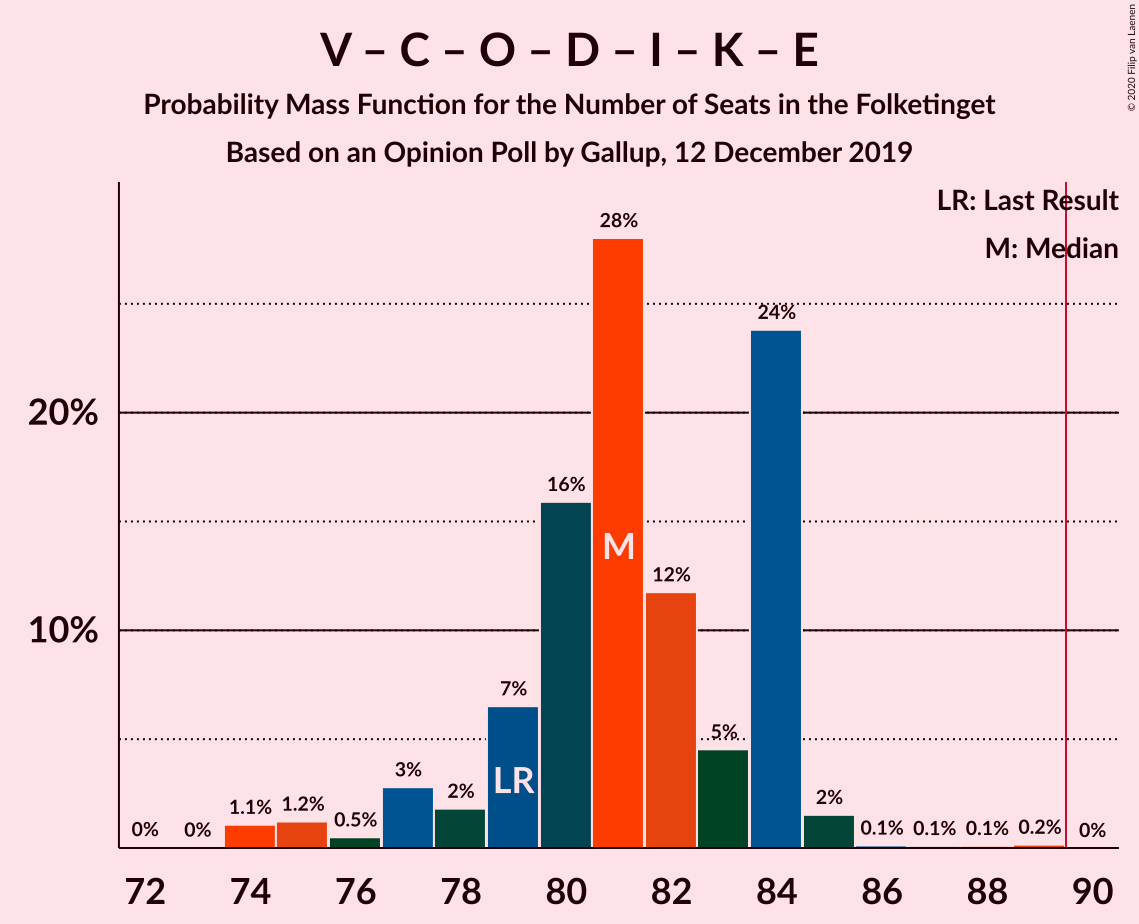 V – C – O – D – I – K – E
Probability Mass Function for the Number of Seats in the Folketinget
Based on an Opinion Poll by Gallup, 12 December 2019
© 2020 Filip van Laenen
LR: Last Result
M: Median
20%
10%
0%
0%
1.1%
1.2%
0.5%
3%
2%
7%
16%
28%
12%
5%
24%
2%
0.1%
0.1%
0.1%
0.2%
0%
LR
M
72 74 76 78 80 82 84 86 88 90